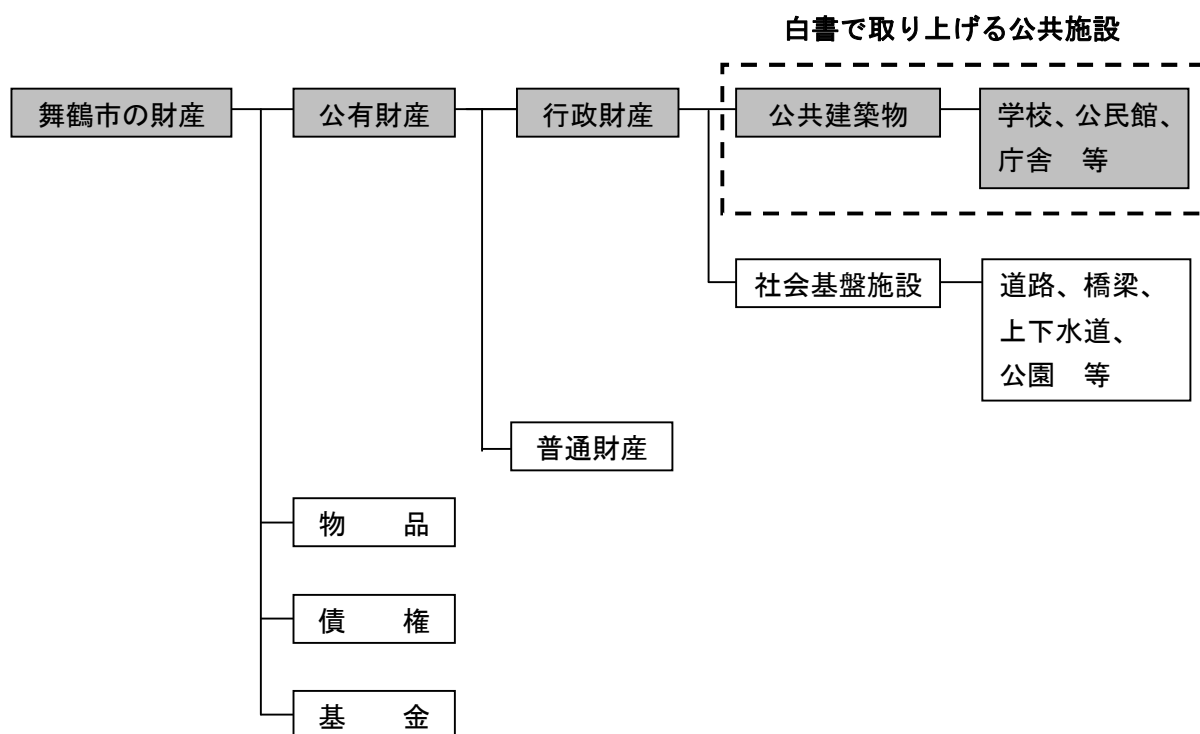 白書で取り上げる公共施設
舞鶴市の財産
公有財産
行政財産
公共建築物
学校、公民館、
庁舎　等
社会基盤施設
道路、橋梁、
上下水道、
公園　等
普通財産
物　　品
債　　権
基　　金